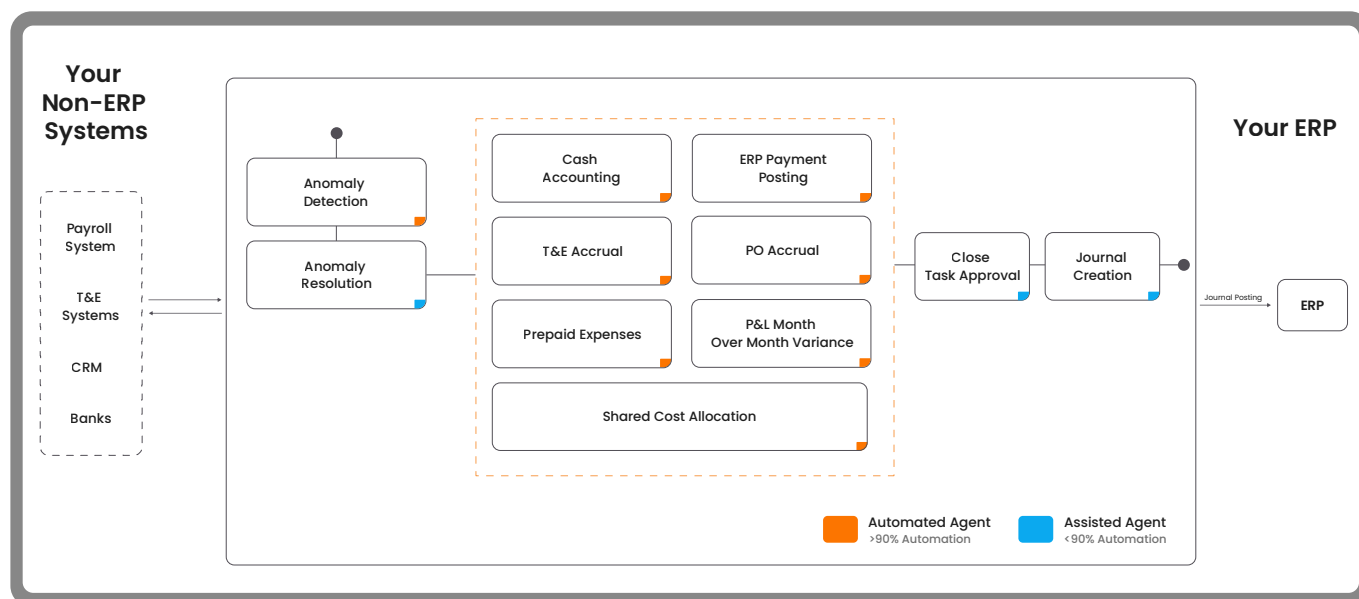 Your
Non-ERP
Systems
Payroll
System
T&E
Systems
CRM
Banks
Anomaly
Detection
Anomaly
Resolution
Cash
Accounting
ERP Payment
Posting
T&E Accrual
PO Accrual
Prepaid Expenses
P&L Month
Over Month Variance
Shared Cost Allocation
Close
Task Approval
Journal
Creation
Automated Agent
>90% Automation
Assisted Agent
<90% Automation
Your ERP
Journal Posting
ERP